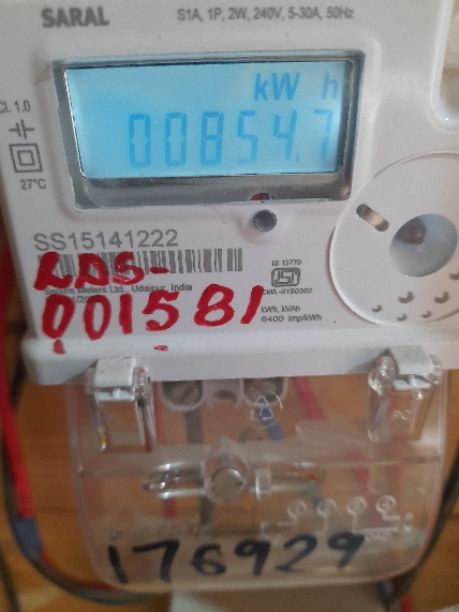 SARAL
S1A, 1P, 2W, 240V, 5-30A, 50Hz
kW h
Cl. 1.0
00854.7
27°C
SS15141222
IS 13779
Secure Meters Ltd., Udaipur, India
LDS-
kWh, kVAh
001581
6400 imp/kWh
176929